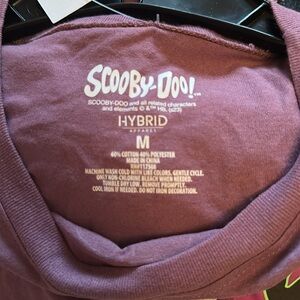 SCOOBY-DOO!™
SCOOBY-DOO and all related characters
and elements © & ™ HBI. (s23)
HYBRID
APPAREL
M
60% COTTON 40% POLYESTER
MADE IN CHINA
MACHINE WASH COLD WITH LIKE COLORS, GENTLE CYCLE.
ONLY NON-CHLORINE BLEACH WHEN NEEDED.
TUMBLE DRY LOW. REMOVE PROMPTLY.
COOL IRON IF NEEDED. DO NOT IRON DECORATION.